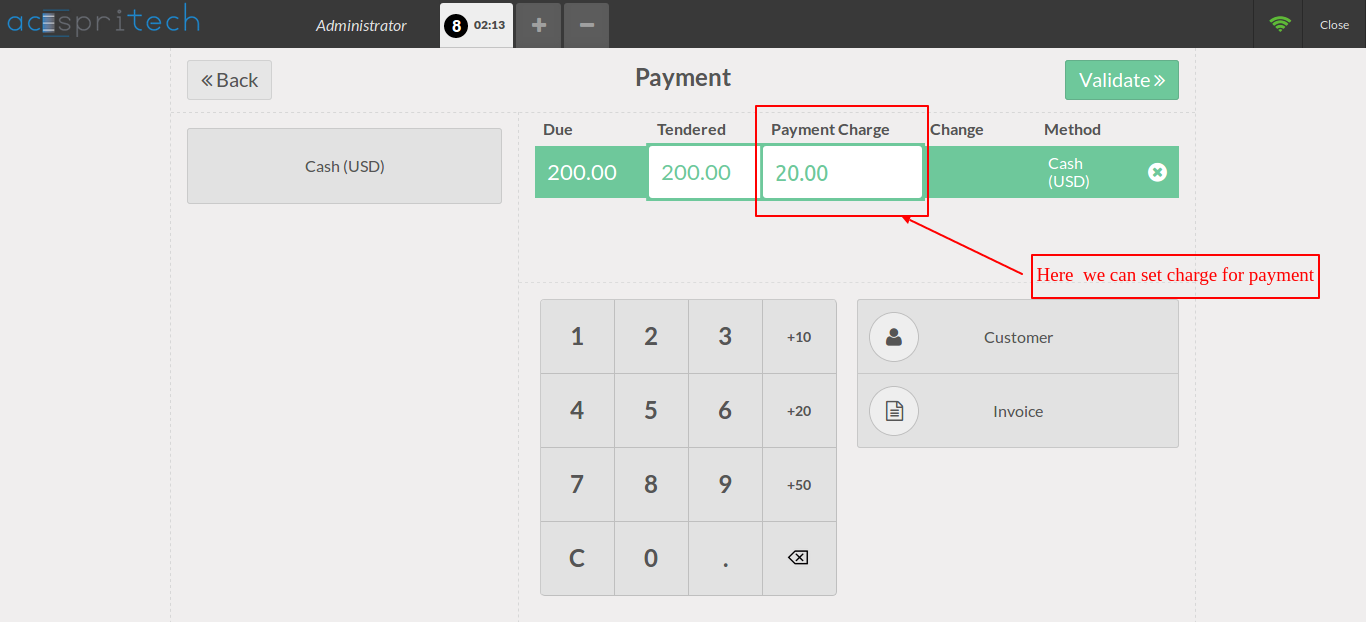 acespritech
Administrator
8 02:13
+
−
Close
Back
Payment
Validate
Due Tendered Payment Charge Change Method
Cash (USD)
200.00 200.00 20.00
Cash
(USD)
Here we can set charge for payment
1 2 3 +10
4 5 6 +20
7 8 9 +50
C 0 .
Customer
Invoice